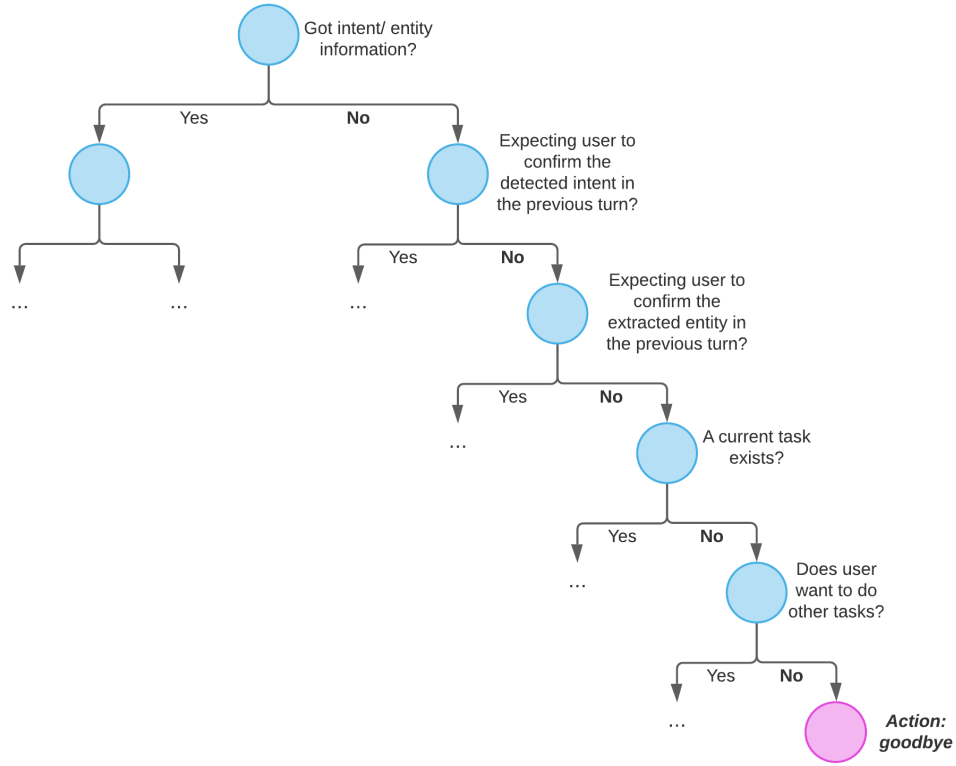 Got intent/ entity
information?
Yes
No
Expecting user to
confirm the
detected intent in
the previous turn?
...
...
Yes
No
...
Expecting user to
confirm the
extracted entity in
the previous turn?
Yes
No
...
A current task
exists?
Yes
No
...
Does user
want to do
other tasks?
Yes
No
...
Action:
goodbye